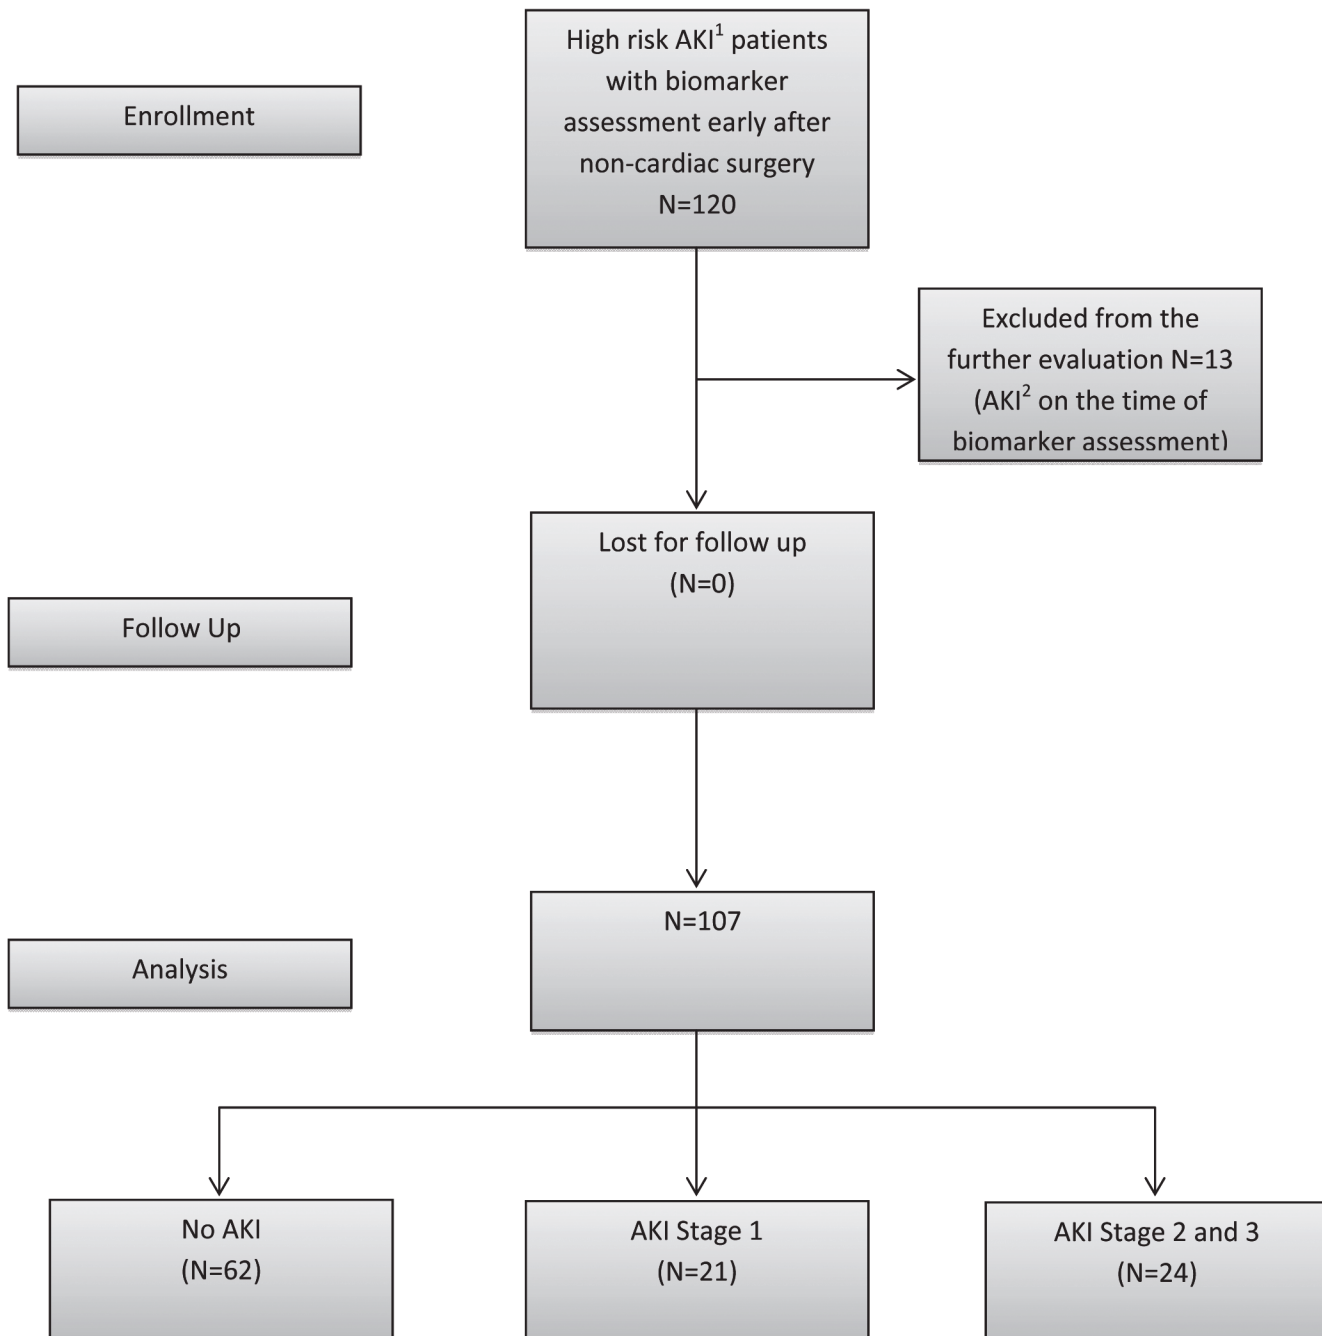 Enrollment
High risk AKI¹ patients
with biomarker
assessment early after
non-cardiac surgery
N=120
Excluded from the
further evaluation N=13
(AKI² on the time of
biomarker assessment)
Lost for follow up
(N=0)
Follow Up
N=107
Analysis
No AKI
(N=62)
AKI Stage 1
(N=21)
AKI Stage 2 and 3
(N=24)